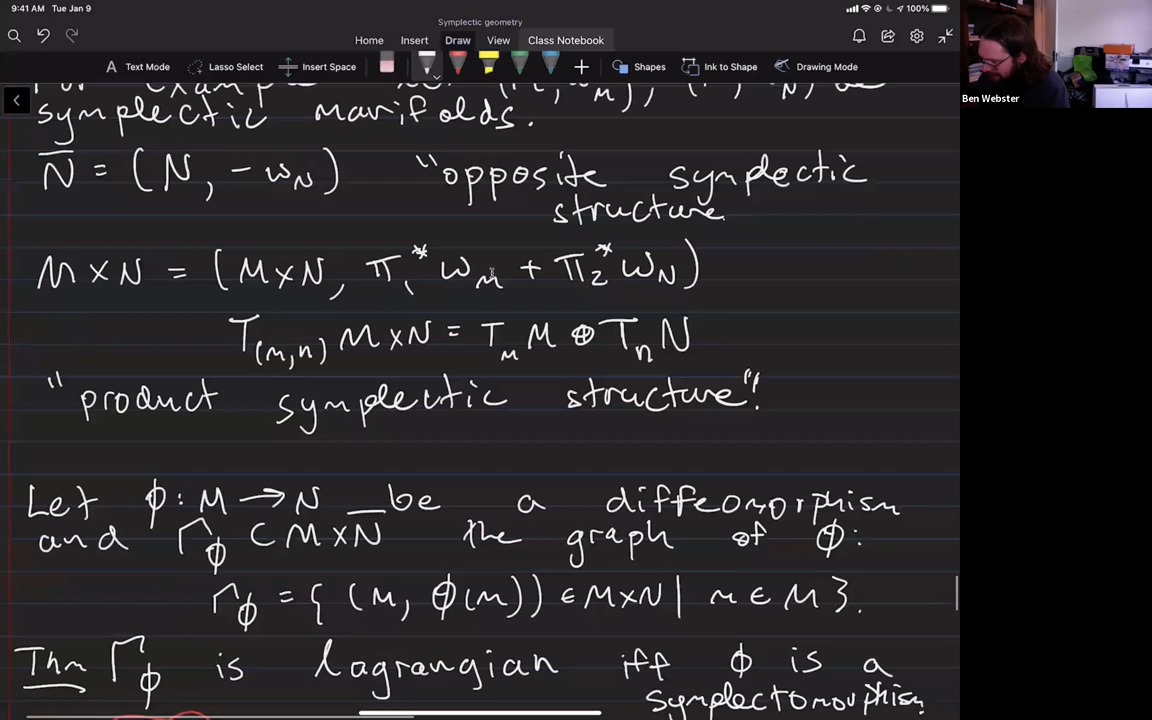 9:41 AM Tue Jan 9
100%
Symplectic geometry
Home Insert Draw View Class Notebook
Text Mode Lasso Select Insert Space Shapes Ink to Shape Drawing Mode
Ben Webster
For example
symplectic manifolds.
N̅ = (N, -ω_N) "opposite symplectic
structure
M×N = (M×N, π₁* ω_M + π₂* ω_N)
T_(m,n) M×N = T_m M ⊕ T_n N
"product symplectic structure".
Let ϕ: M → N be a diffeomorphism
and Γ_ϕ ⊂ M×N̅ the graph of ϕ:
Γ_ϕ = { (m, ϕ(m)) ∈ M×N | m ∈ M }.
Thm Γ_ϕ is Lagrangian iff ϕ is a
symplectomorphism